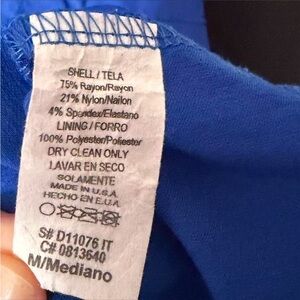 SHELL / TELA
75% Rayon/Rayon
21% Nylon/Nailon
4% Spandex/Elastano
LINING / FORRO
100% Polyester/Poliester
DRY CLEAN ONLY
LAVAR EN SECO
SOLAMENTE
MADE IN U.S.A.
HECHO EN E.U.A.
S# D11076 IT
C# 0813640
M/Mediano